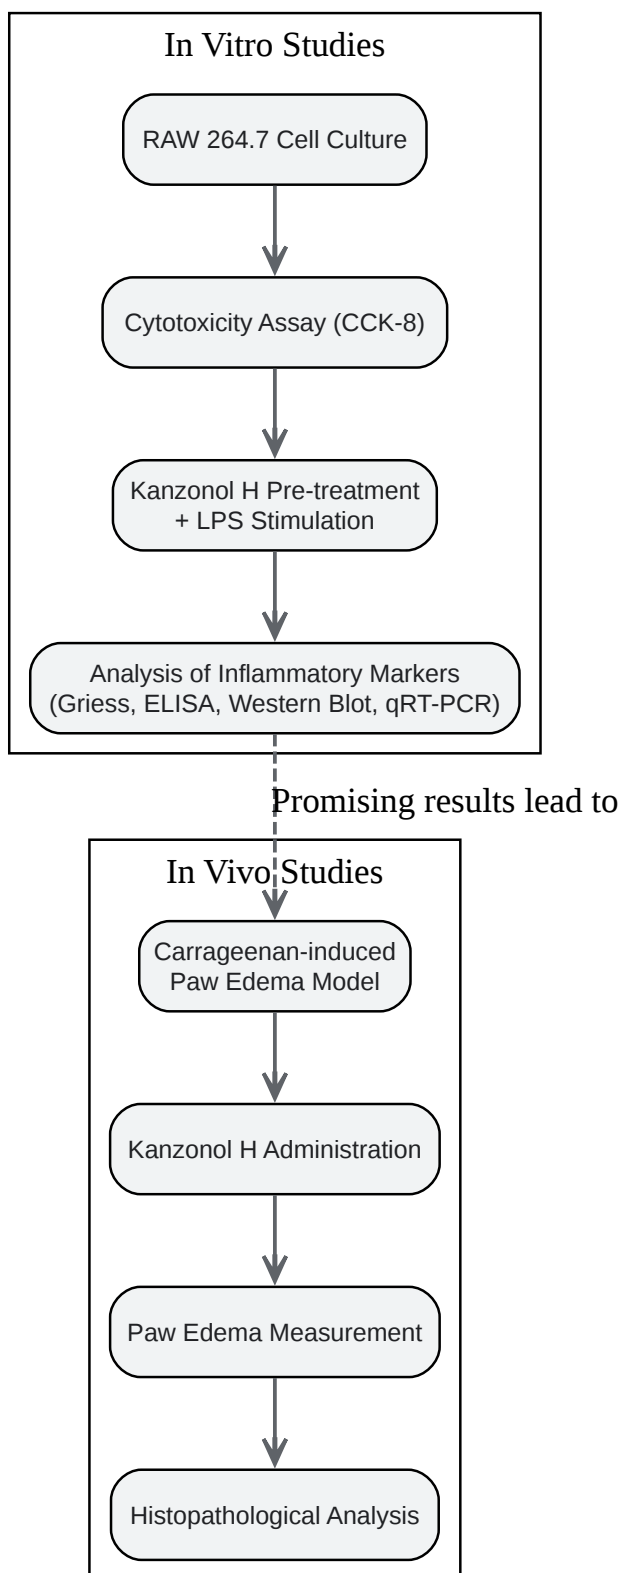 In Vitro Studies
RAW 264.7 Cell Culture
Cytotoxicity Assay (CCK-8)
Kanzonol H Pre-treatment
+ LPS Stimulation
Analysis of Inflammatory Markers
(Griess, ELISA, Western Blot, qRT-PCR)
Promising results lead to
In Vivo Studies
Carrageenan-induced
Paw Edema Model
Kanzonol H Administration
Paw Edema Measurement
Histopathological Analysis